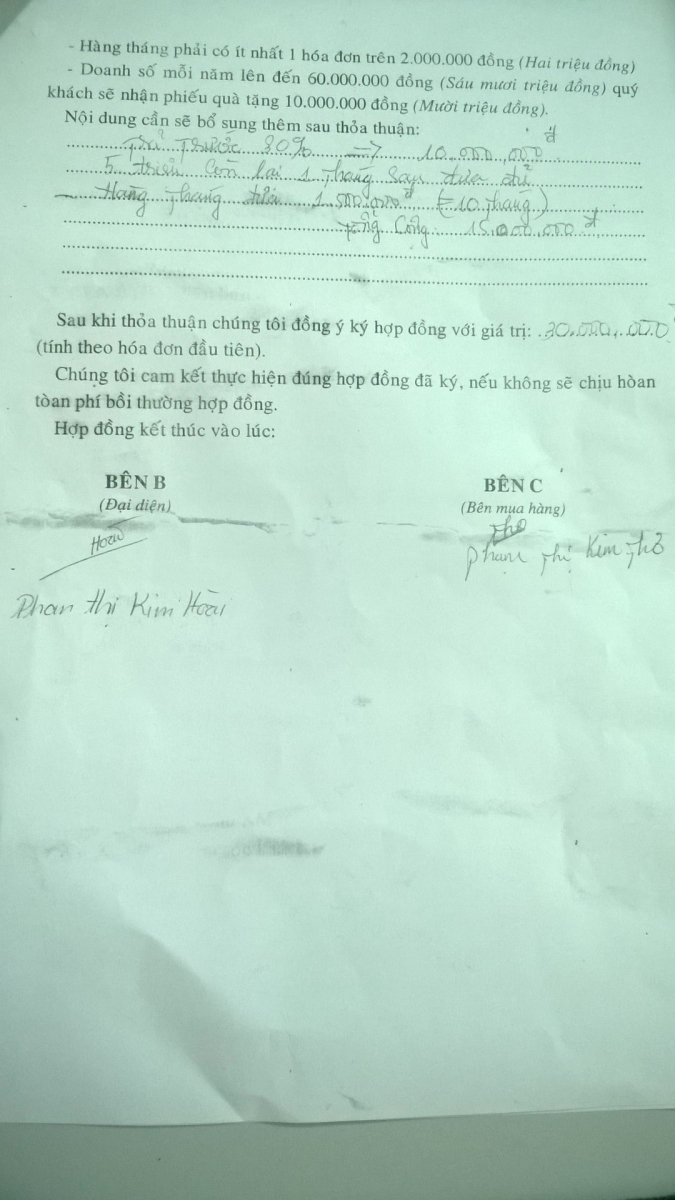 - Hàng tháng phải có ít nhất 1 hóa đơn trên 2.000.000 đồng (Hai triệu đồng)
- Doanh số mỗi năm lên đến 60.000.000 đồng (Sáu mươi triệu đồng) quý
khách sẽ nhận phiếu quà tặng 10.000.000 đồng (Mười triệu đồng).
Nội dung cần sẽ bổ sung thêm sau thỏa thuận:
Trả Trước 30% => 10.000.000 đ
5 triệu còn lại 1 tháng sau đưa đủ
- Hàng tháng 1.500.000đ (=10 tháng)
Tổng Cộng 15.000.000 đ
Sau khi thỏa thuận chúng tôi đồng ý ký hợp đồng với giá trị: 30.000.000
(tính theo hóa đơn đầu tiên).
Chúng tôi cam kết thực hiện đúng hợp đồng đã ký, nếu không sẽ chịu hòan
tòan phí bồi thường hợp đồng.
Hợp đồng kết thúc vào lúc:
BÊN B BÊN C
(Đại diện) (Bên mua hàng)
Hoài Thơ
Phạm Thị Kim Thơ
Phan Thị Kim Hoài